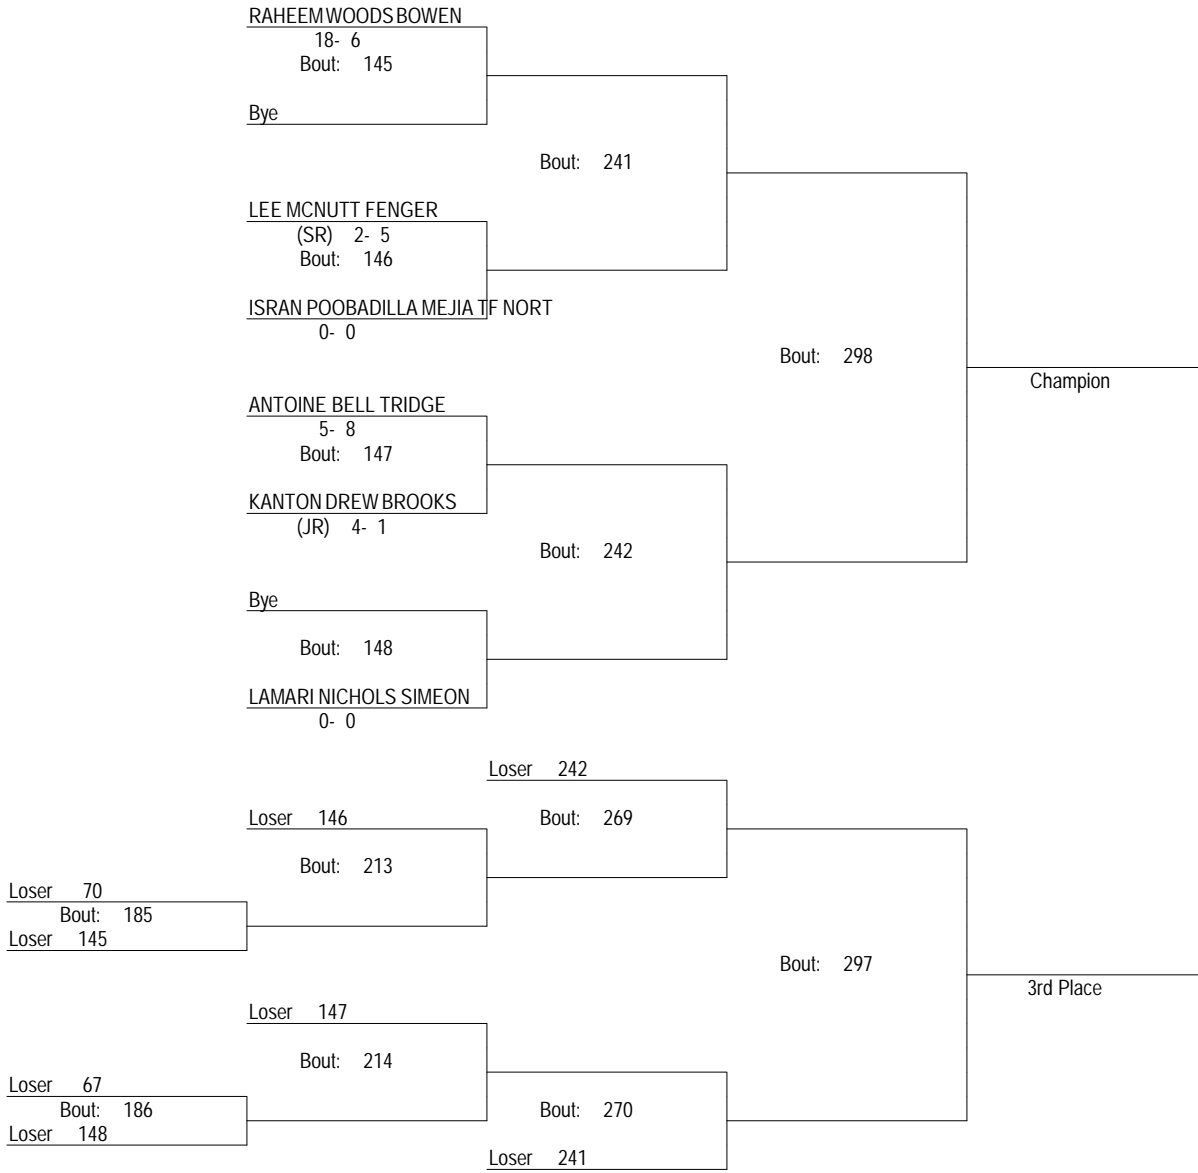 RAHEEM WOODS BOWEN
18- 6
Bout: 145
Bye
Bout: 241
LEE MCNUTT FENGER
(SR) 2- 5
Bout: 146
ISRAN POOBADILLA MEJIA TF NORT
0- 0
Bout: 298
Champion
ANTOINE BELL TRIDGE
5- 8
Bout: 147
KANTON DREW BROOKS
(JR) 4- 1
Bout: 242
Bye
Bout: 148
LAMARI NICHOLS SIMEON
0- 0
Loser 242
Loser 146
Bout: 269
Bout: 213
Loser 70
Bout: 185
Loser 145
Bout: 297
3rd Place
Loser 147
Bout: 214
Loser 67
Bout: 186
Bout: 270
Loser 148
Loser 241